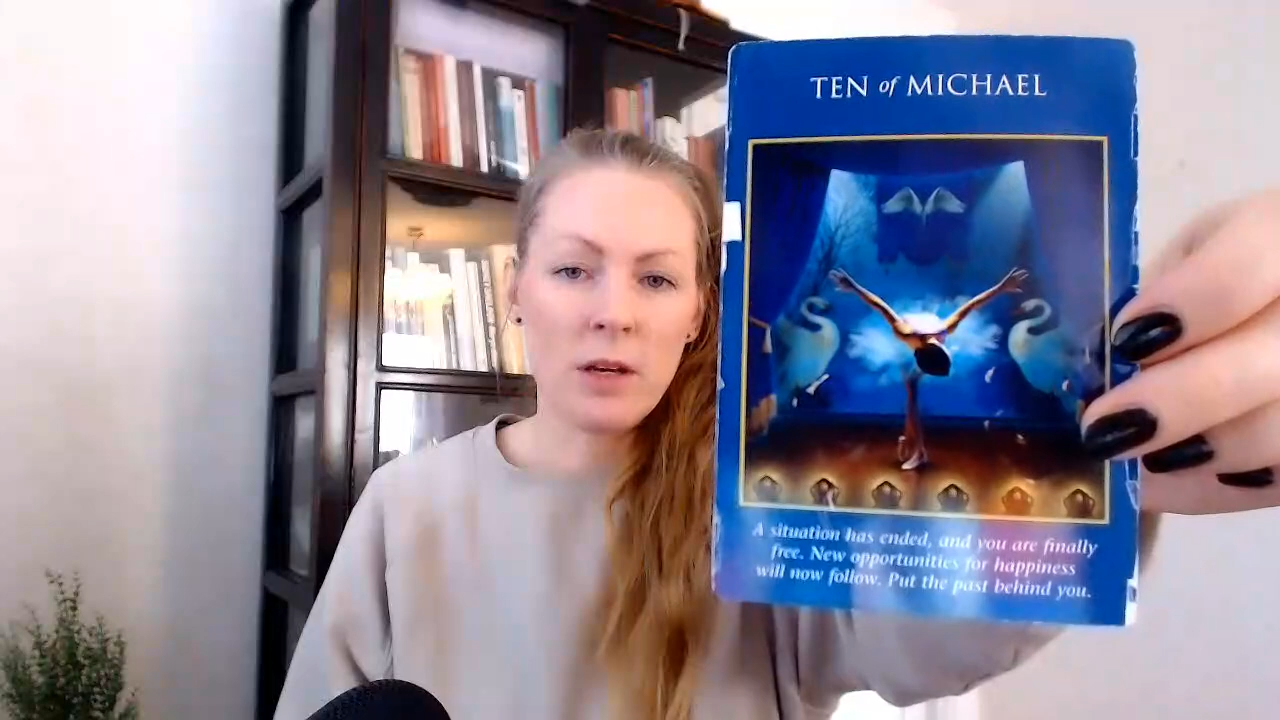 TEN of MICHAEL
A situation has ended, and you are finally
free. New opportunities for happiness
will now follow. Put the past behind you.